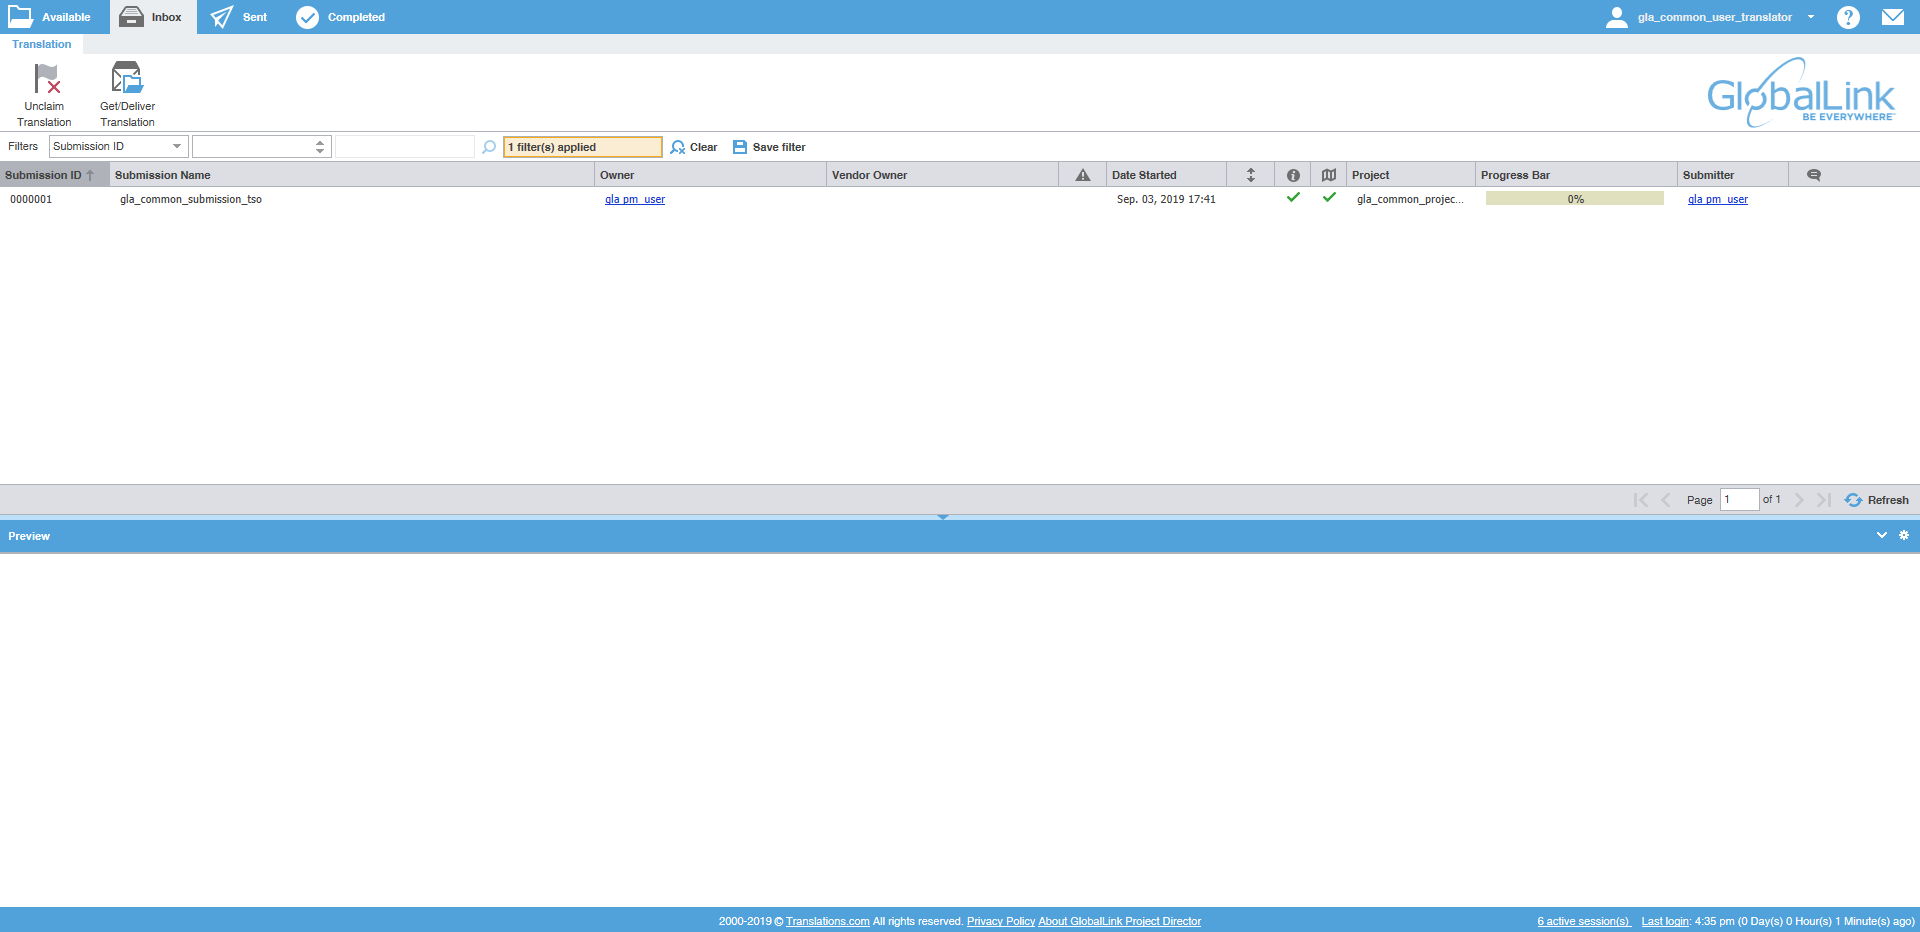 Available Inbox Sent Completed gla_common_user_translator ?
Translation
Unclaim Translation
Get/Deliver Translation
GlobalLink
BE EVERYWHERE
Filters Submission ID 1 filter(s) applied Clear Save filter
Submission ID Submission Name Owner Vendor Owner Date Started Project Progress Bar Submitter
0000001 gla_common_submission_tso gla pm_user Sep. 03, 2019 17:41 gla_common_projec... 0% gla pm_user
Page 1 of 1 Refresh
Preview
2000-2019 © Translations.com All rights reserved. Privacy Policy About GlobalLink Project Director 6 active session(s) Last login: 4:35 pm (0 Day(s) 0 Hour(s) 1 Minute(s) ago)